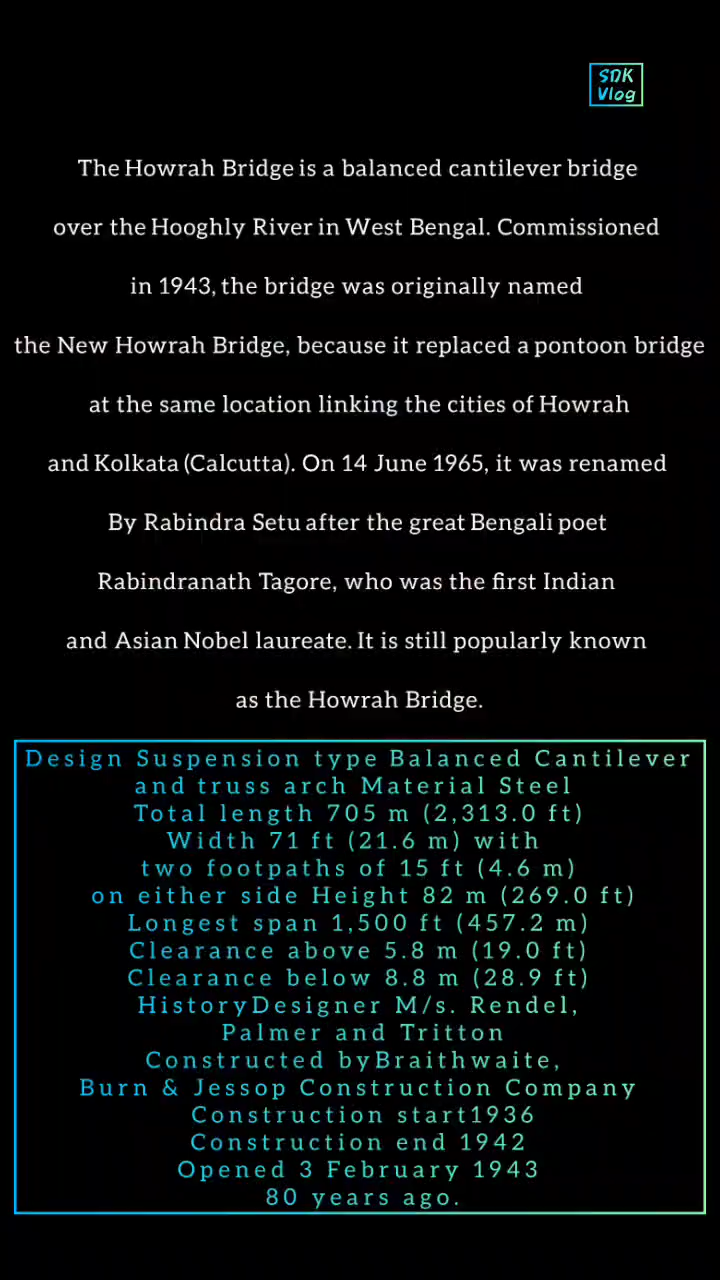 SDK
Vlog
The Howrah Bridge is a balanced cantilever bridge
over the Hooghly River in West Bengal. Commissioned
in 1943, the bridge was originally named
the New Howrah Bridge, because it replaced a pontoon bridge
at the same location linking the cities of Howrah
and Kolkata (Calcutta). On 14 June 1965, it was renamed
By Rabindra Setu after the great Bengali poet
Rabindranath Tagore, who was the first Indian
and Asian Nobel laureate. It is still popularly known
as the Howrah Bridge.
Design Suspension type Balanced Cantilever
and truss arch Material Steel
Total length 705 m (2,313.0 ft)
Width 71 ft (21.6 m) with
two footpaths of 15 ft (4.6 m)
on either side Height 82 m (269.0 ft)
Longest span 1,500 ft (457.2 m)
Clearance above 5.8 m (19.0 ft)
Clearance below 8.8 m (28.9 ft)
HistoryDesigner M/s. Rendel,
Palmer and Tritton
Constructed byBraithwaite,
Burn & Jessop Construction Company
Construction start1936
Construction end 1942
Opened 3 February 1943
80 years ago.